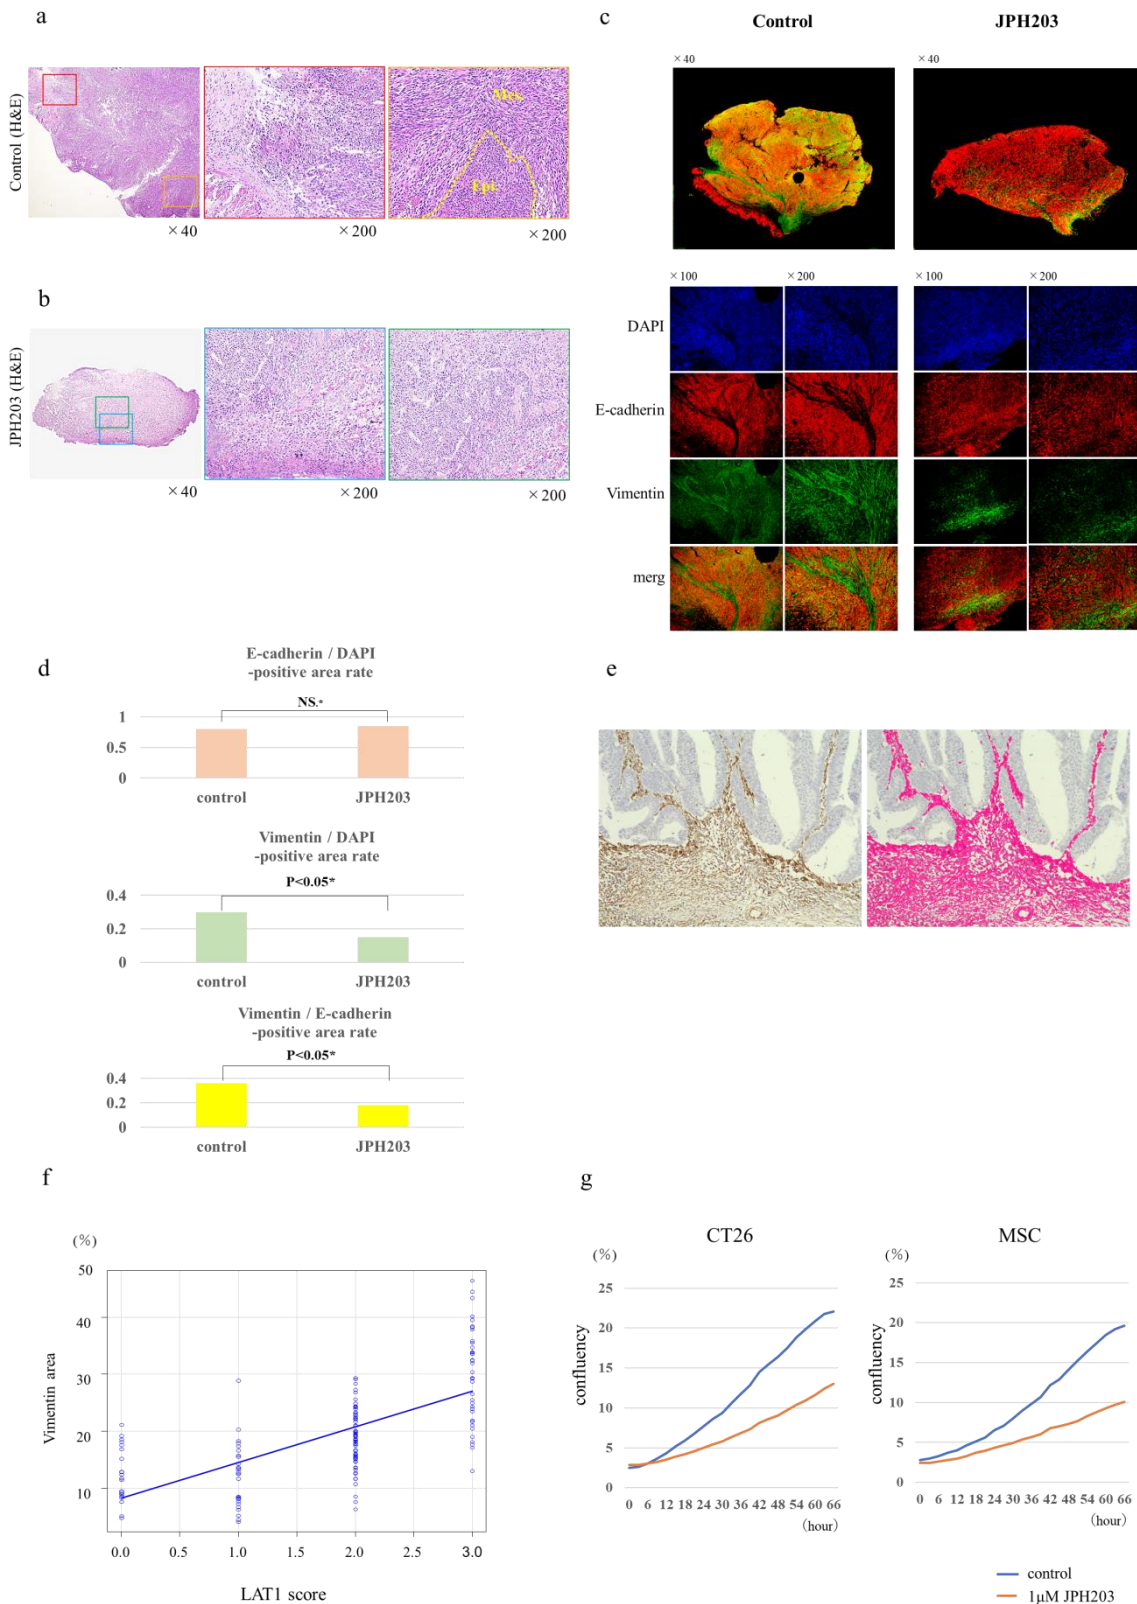 a
Control (H&E)
Mes.
Epi.
×40
×200
×200
b
JPH203 (H&E)
×40
×200
×200
c
Control
JPH203
×40
×40
×100
×200
×100
×200
DAPI
E-cadherin
Vimentin
merg
d
E-cadherin / DAPI
-positive area rate
NS.*
1
0.5
0
control
JPH203
Vimentin / DAPI
-positive area rate
P<0.05*
0.4
0.2
0
control
JPH203
Vimentin / E-cadherin
-positive area rate
P<0.05*
0.4
0.2
0
control
JPH203
e
f
(%)
50
40
30
20
10
Vimentin area
0.0 0.5 1.0 1.5 2.0 2.5 3.0
LAT1 score
g
CT26
(%)
25
20
15
10
5
0
confluency
0 6 12 18 24 30 36 42 48 54 60 66
(hour)
MSC
(%)
25
20
15
10
5
0
confluency
0 6 12 18 24 30 36 42 48 54 60 66
(hour)
control
1μM JPH203